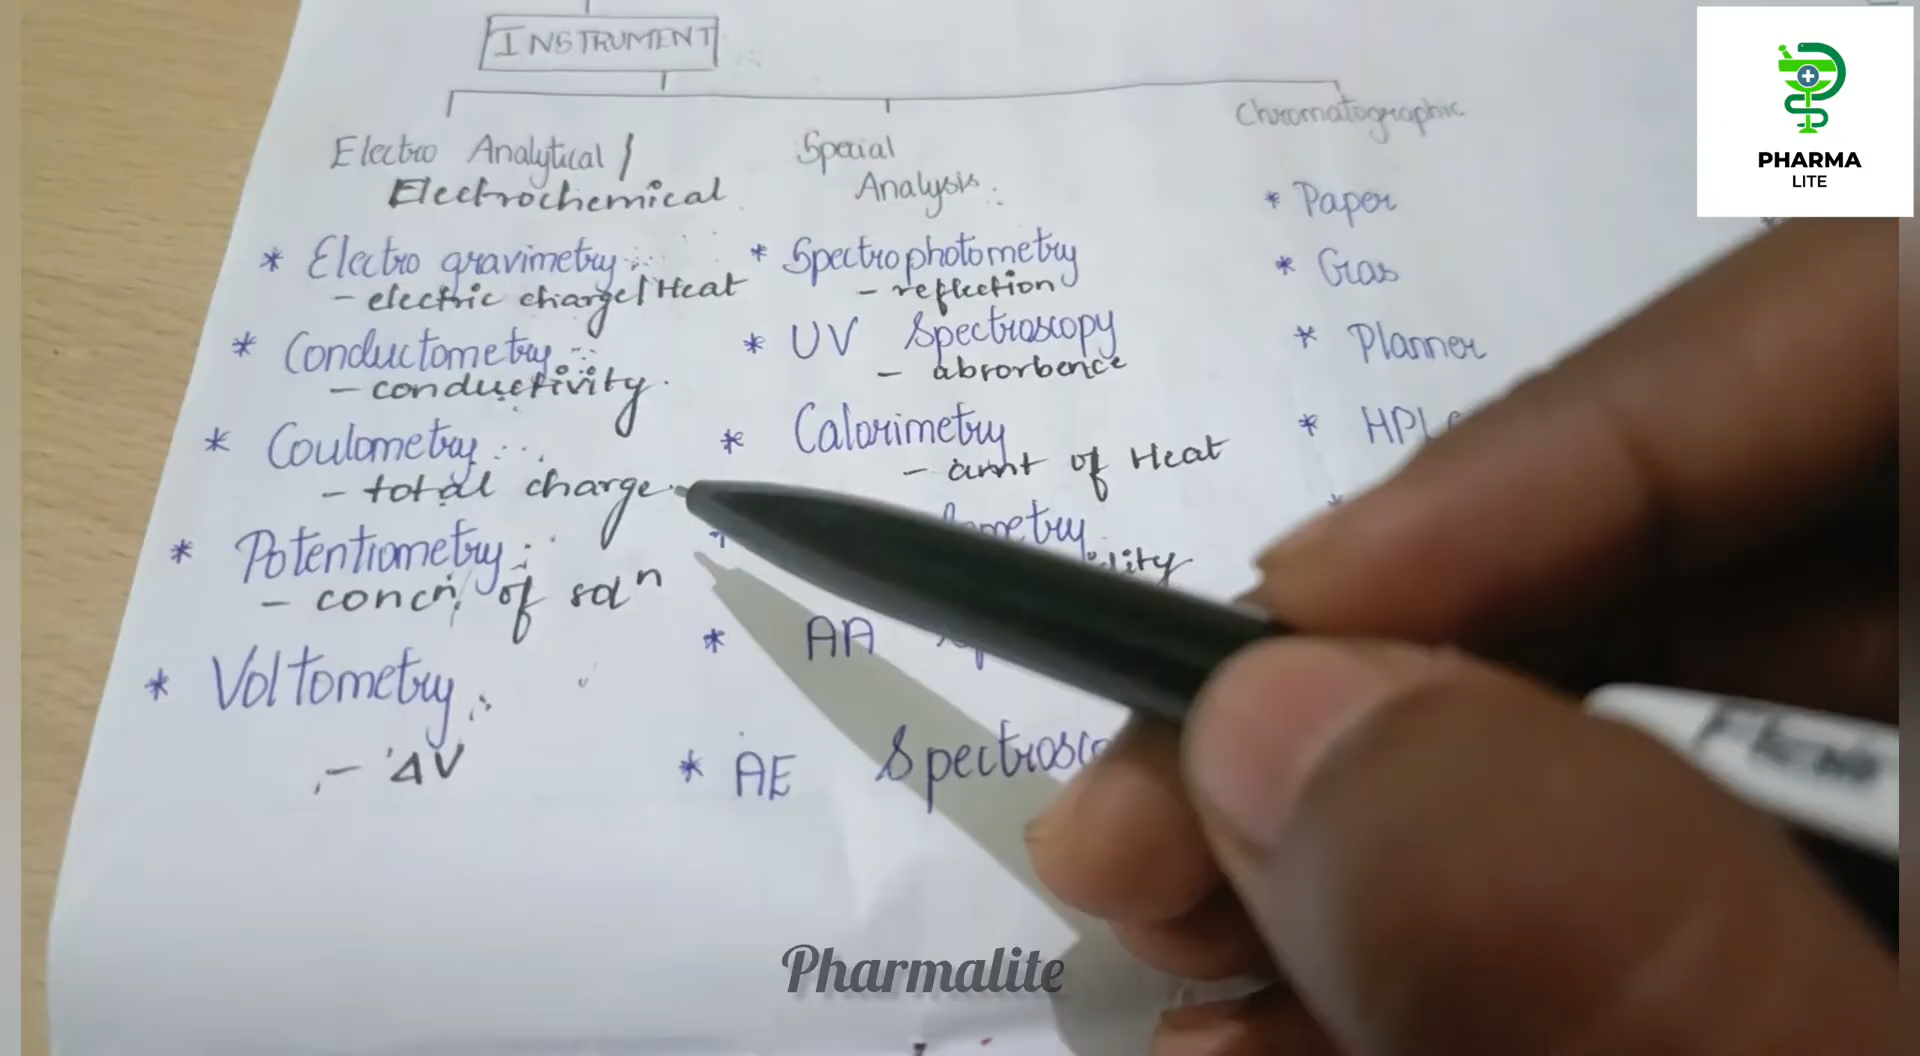 INSTRUMENT
Electro Analytical /
Electrochemical
* Electro gravimetry
- electric charge/Heat
* Conductometry
- conductivity.
* Coulometry
- total charge
* Potentiometry
- concn, of solⁿ
* Voltometry
- ΔV
Special
Analysis
* Spectrophotometry
- reflection
* UV Spectroscopy
- abrorbence
* Calorimetry
- amt of Heat
* AA
* AE
Chromatographic
* Paper
* Gas
* Planner
PHARMA
LITE
Pharmalite